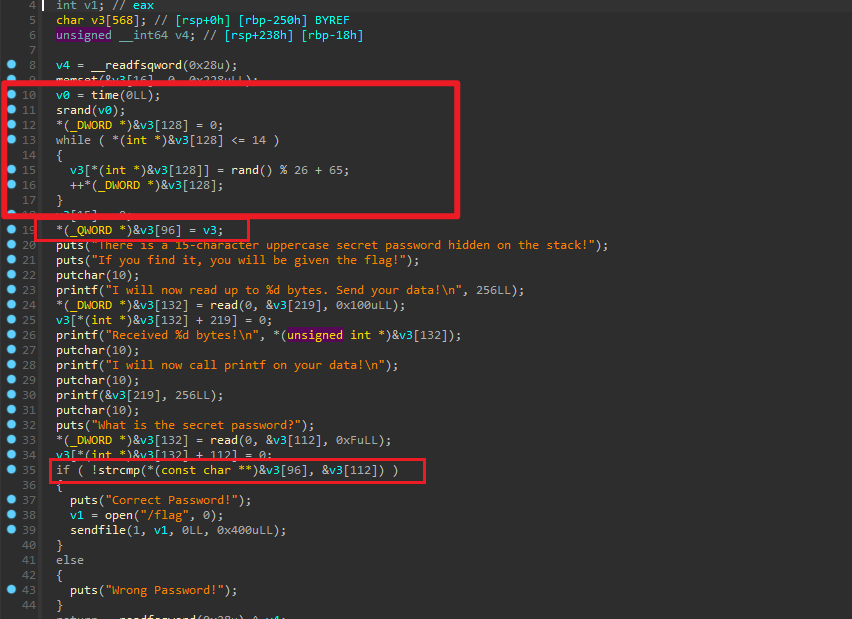 4 int v1; // eax
5 char v3[568]; // [rsp+0h] [rbp-250h] BYREF
6 unsigned __int64 v4; // [rsp+238h] [rbp-18h]
7
8 v4 = __readfsqword(0x28u);
9 memset(&v3[16], 0, 0x228uLL);
10 v0 = time(0LL);
11 srand(v0);
12 *(_DWORD *)&v3[128] = 0;
13 while ( *(int *)&v3[128] <= 14 )
14 {
15 v3[*(int *)&v3[128]] = rand() % 26 + 65;
16 ++*(_DWORD *)&v3[128];
17 }
18 v3[15] = 0;
19 *(_QWORD *)&v3[96] = v3;
20 puts("There is a 15-character uppercase secret password hidden on the stack!");
21 puts("If you find it, you will be given the flag!");
22 putchar(10);
23 printf("I will now read up to %d bytes. Send your data!\n", 256LL);
24 *(_DWORD *)&v3[132] = read(0, &v3[219], 0x100uLL);
25 v3[*(int *)&v3[132] + 219] = 0;
26 printf("Received %d bytes!\n", *(unsigned int *)&v3[132]);
27 putchar(10);
28 printf("I will now call printf on your data!\n");
29 putchar(10);
30 printf(&v3[219], 256LL);
31 putchar(10);
32 puts("What is the secret password?");
33 *(_DWORD *)&v3[132] = read(0, &v3[112], 0xFuLL);
34 v3[*(int *)&v3[132] + 112] = 0;
35 if ( !strcmp(*(const char **)&v3[96], &v3[112]) )
36 {
37 puts("Correct Password!");
38 v1 = open("/flag", 0);
39 sendfile(1, v1, 0LL, 0x400uLL);
40 }
41 else
42 {
43 puts("Wrong Password!");
44 }
return __readfsqword(0x28u) ^ v4;